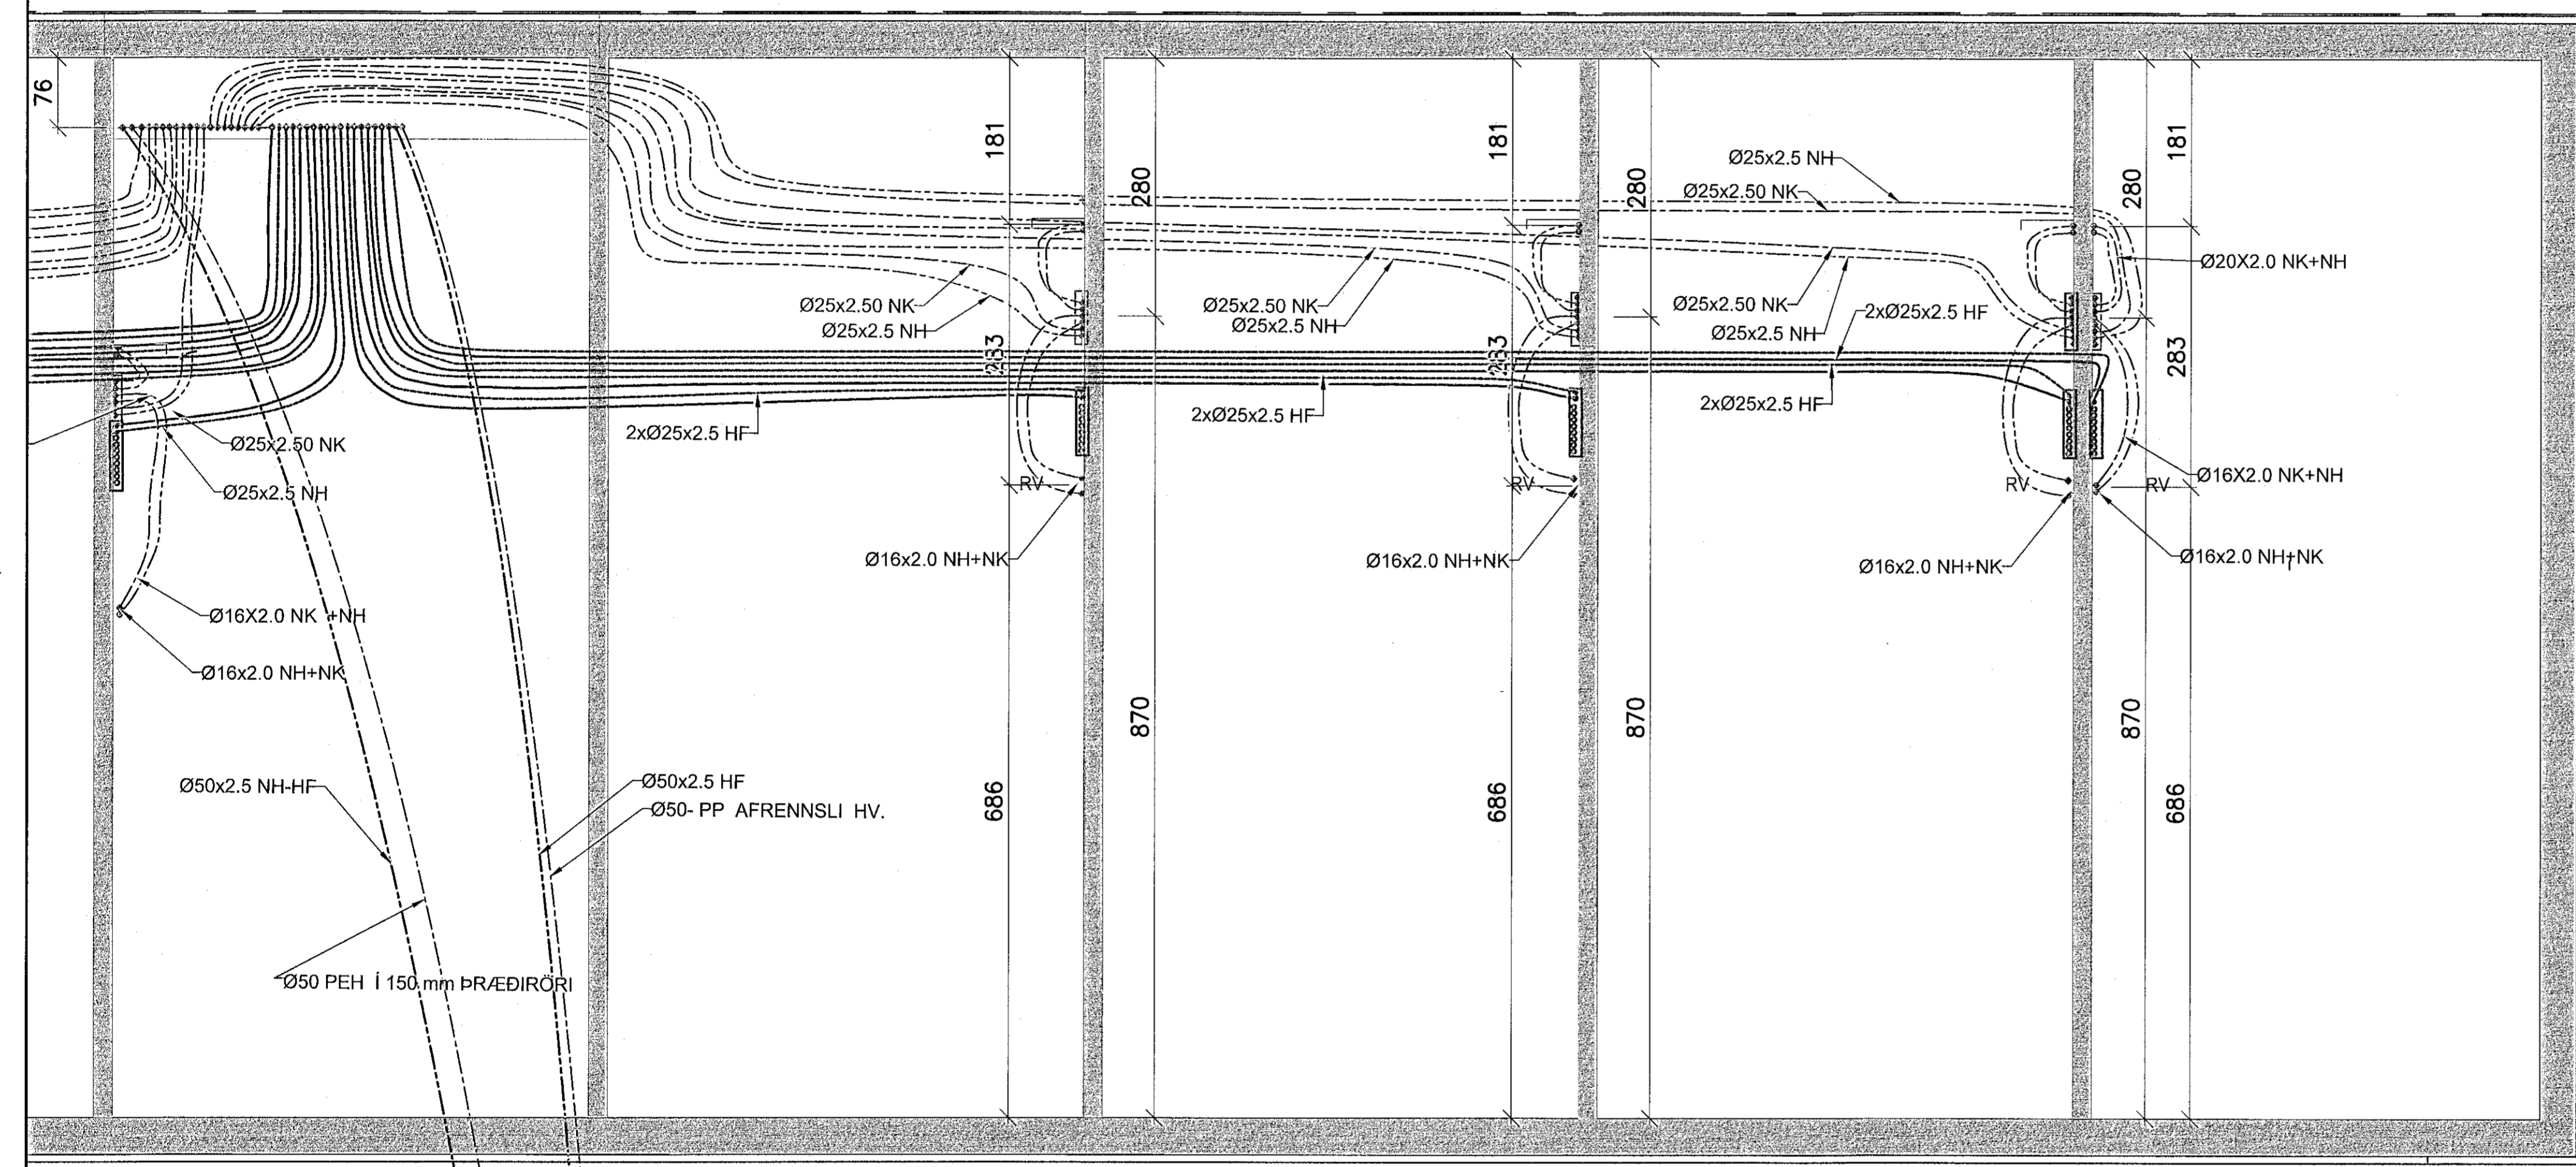 76
181
280
181
280
181
280
Ø25x2.5 NH
Ø25x2.50 NK
Ø20X2.0 NK+NH
Ø25x2.50 NK
Ø25x2.5 NH
Ø25x2.50 NK
Ø25x2.5 NH
Ø25x2.50 NK
Ø25x2.5 NH
2xØ25x2.5 HF
283
283
283
2xØ25x2.5 HF
2xØ25x2.5 HF
2xØ25x2.5 HF
Ø25x2.50 NK
Ø25x2.5 NH
RV
RV
RV
RV
Ø16X2.0 NK+NH
Ø16x2.0 NH+NK
Ø16x2.0 NH+NK
Ø16x2.0 NH+NK
Ø16x2.0 NH+NK
Ø16X2.0 NK +NH
Ø16x2.0 NH+NK
870
870
870
686
686
686
Ø50x2.5 NH-HF
Ø50x2.5 HF
Ø50- PP AFRENNSLI HV.
Ø50 PEH Í 150 mm ÞRÆÐIRÖRI